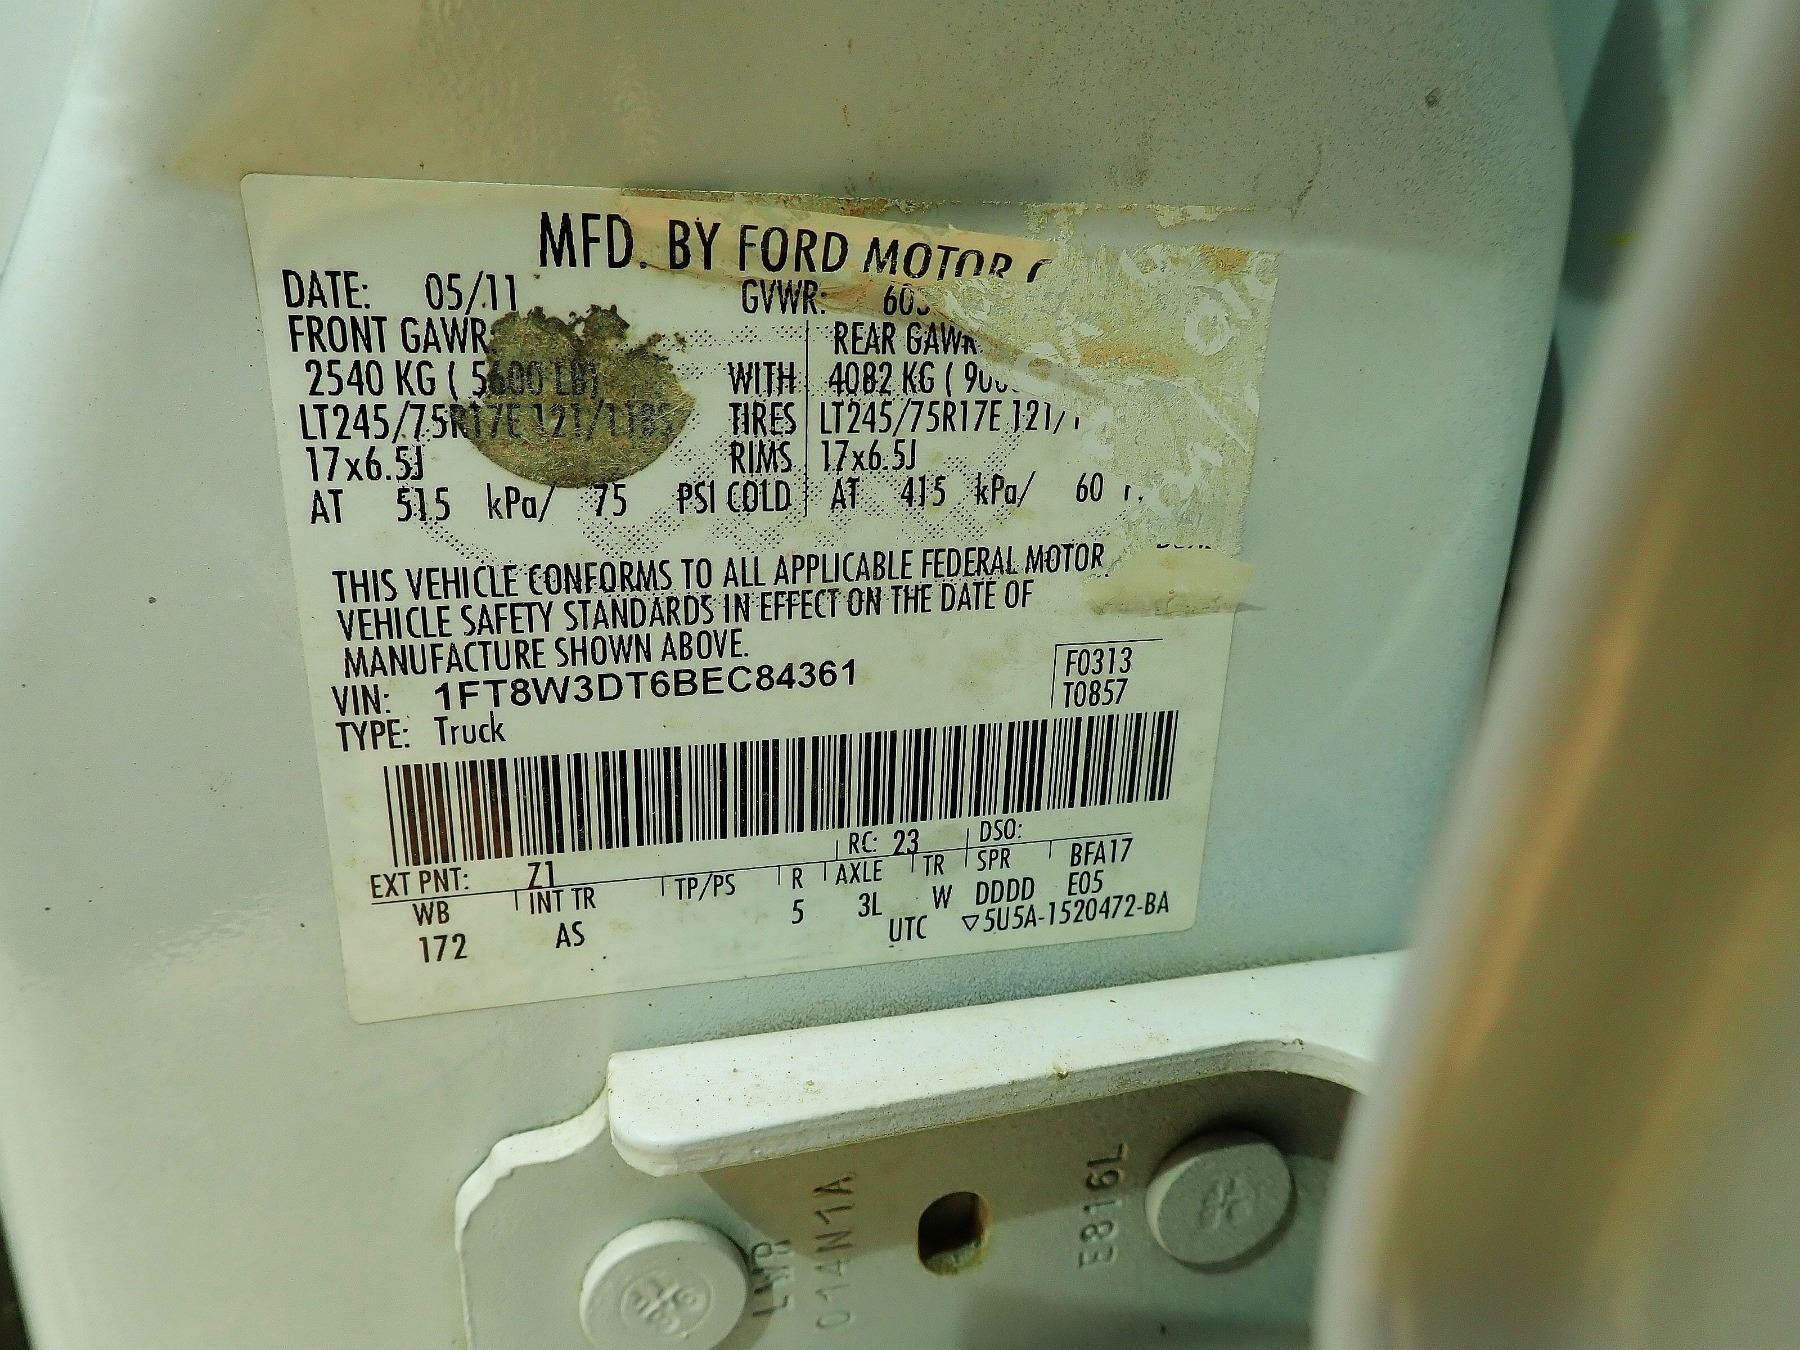 MFD. BY FORD MOTOR
DATE: 05/11 GVWR:
FRONT GAWR: REAR GAWR
2540 KG ( 5600 LB) WITH 4082 KG (
LT245/75R17E 121/118S TIRES LT245/75R17E 121/
17x6.5J RIMS 17x6.5J
AT 515 kPa/ 75 PSI COLD AT 415 kPa/ 60
THIS VEHICLE CONFORMS TO ALL APPLICABLE FEDERAL MOTOR
VEHICLE SAFETY STANDARDS IN EFFECT ON THE DATE OF
MANUFACTURE SHOWN ABOVE.
VIN: 1FT8W3DT6BEC84361
F0313
T0857
TYPE: Truck
RC: 23 DSO:
EXT PNT: Z1
BFA17
WB INT TR TP/PS R AXLE TR SPR
E05
172 AS 5 3L W DDDD
UTC ▽5U5A-1520472-BA
LWR
014N1A
E816L